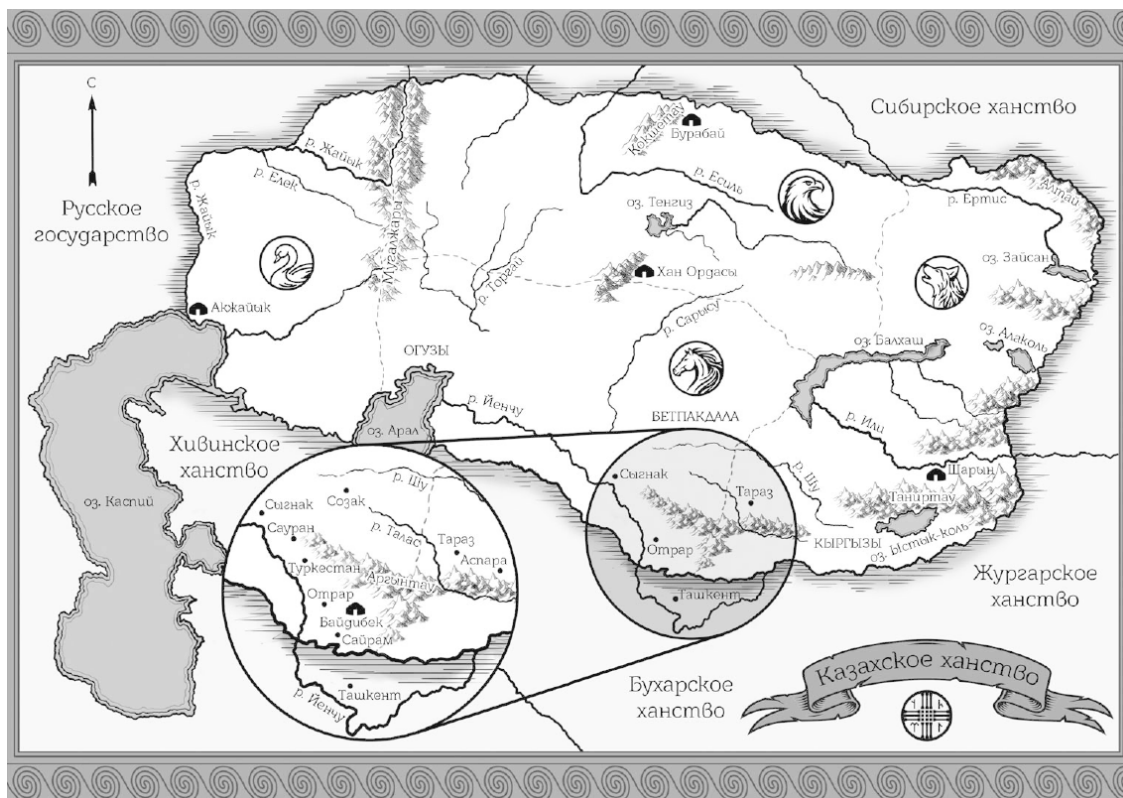 С
Сибирское ханство
Кокшетау
Бурабай
р. Жайык
р. Елек
р. Жайык
р. Есиль
р. Ертис
Алтай
Русское
государство
оз. Тенгиз
Мугалжары
р. Торгай
Хан Ордасы
оз. Зайсан
Акжайык
р. Сарысу
оз. Балхаш
оз. Алаколь
ОГУЗЫ
БЕТПАКДАЛА
р. Йенчу
р. Или
оз. Арал
Хивинское
ханство
оз. Каспий
р. Шу
Сыгнак
Созак
Сауран
р. Талас
Тараз
Аспара
Туркестан
Аргынтау
Отрар
Байдибек
Сайрам
Ташкент
р. Йенчу
Сыгнак
Тараз
Отрар
Ташкент
р. Шу
Шарын
Таниртау
КЫРГЫЗЫ
оз. Ыстык-коль
Жургарское
ханство
Бухарское
ханство
Казахское ханство